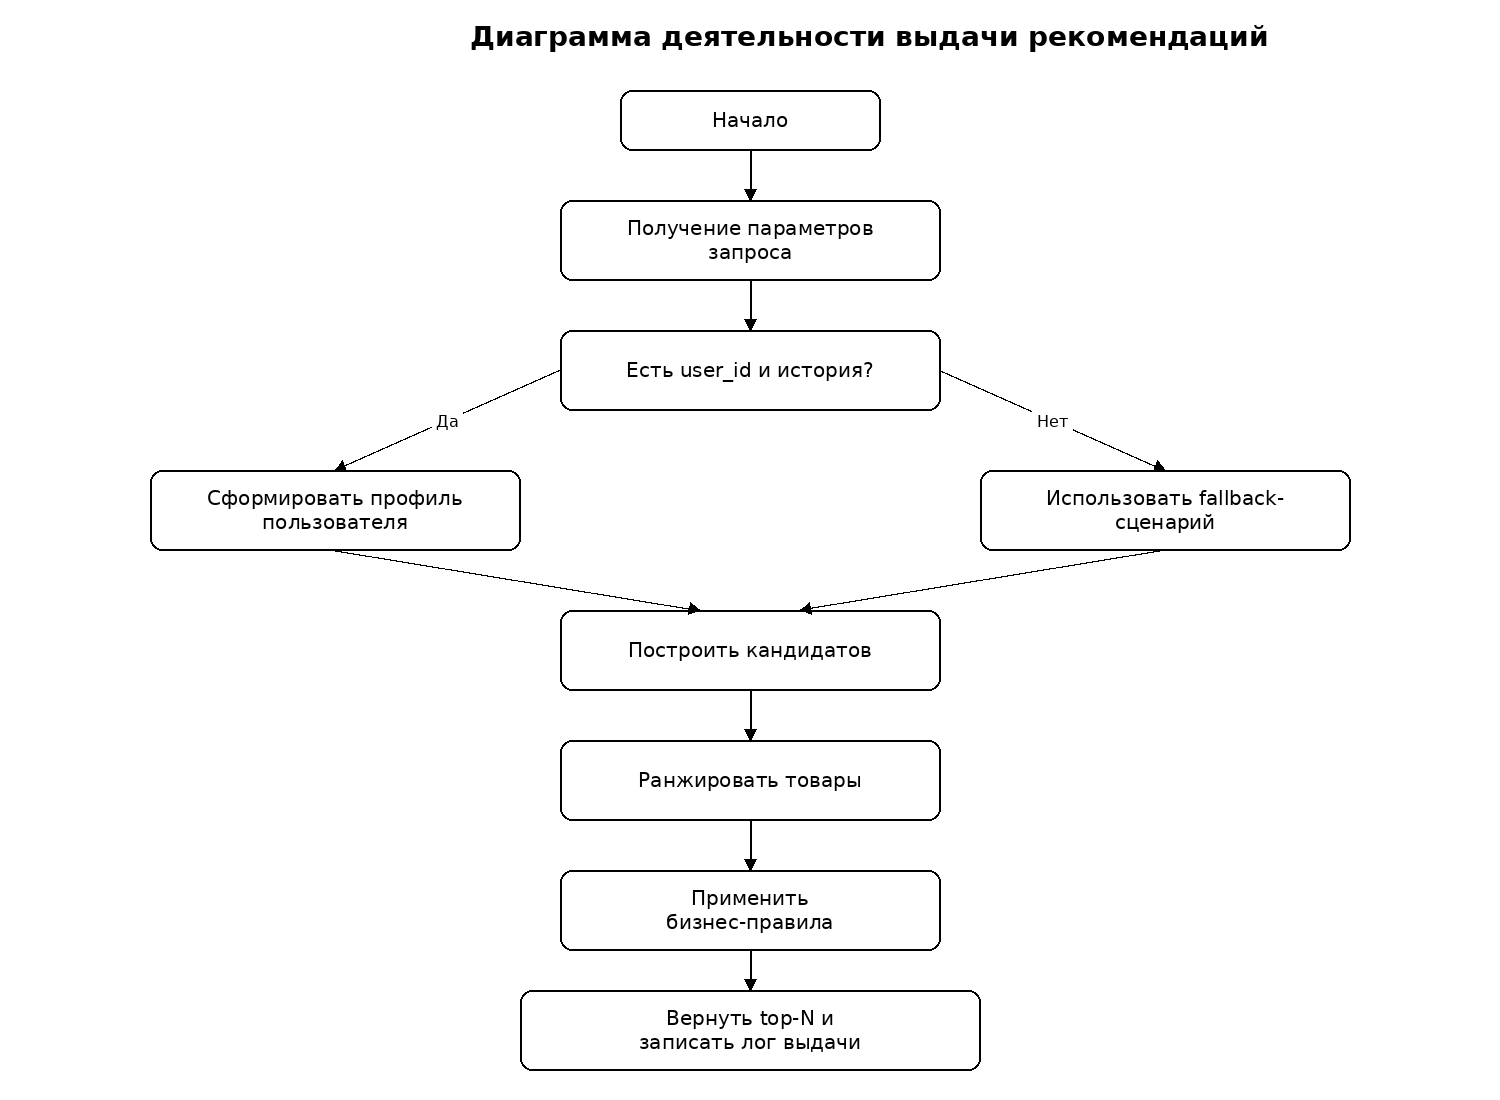 Диаграмма деятельности выдачи рекомендаций
Начало
Получение параметров
запроса
Есть user_id и история?
Да
Нет
Сформировать профиль
пользователя
Использовать fallback-
сценарий
Построить кандидатов
Ранжировать товары
Применить
бизнес-правила
Вернуть top-N и
записать лог выдачи